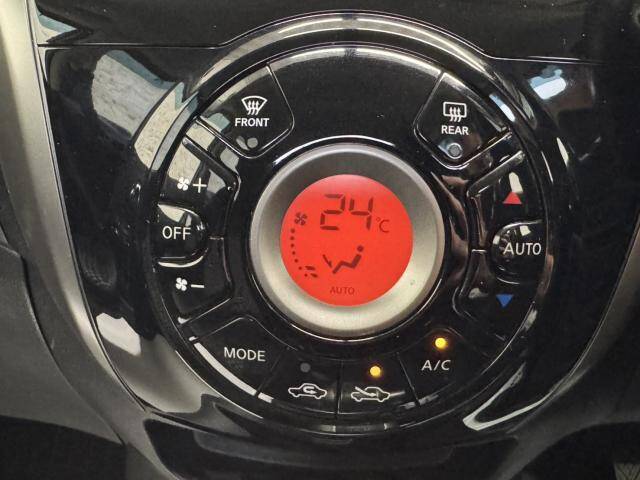 FRONT
REAR
+
OFF
-
24°C
AUTO
AUTO
MODE
A/C